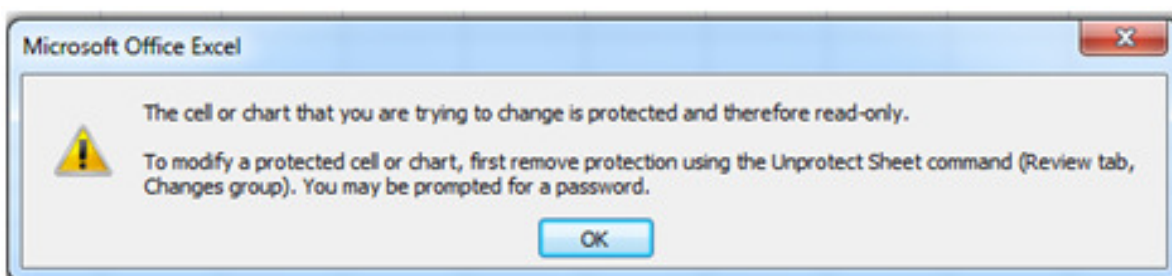 Microsoft Office Excel
The cell or chart that you are trying to change is protected and therefore read-only.
To modify a protected cell or chart, first remove protection using the Unprotect Sheet command (Review tab,
Changes group). You may be prompted for a password.
OK